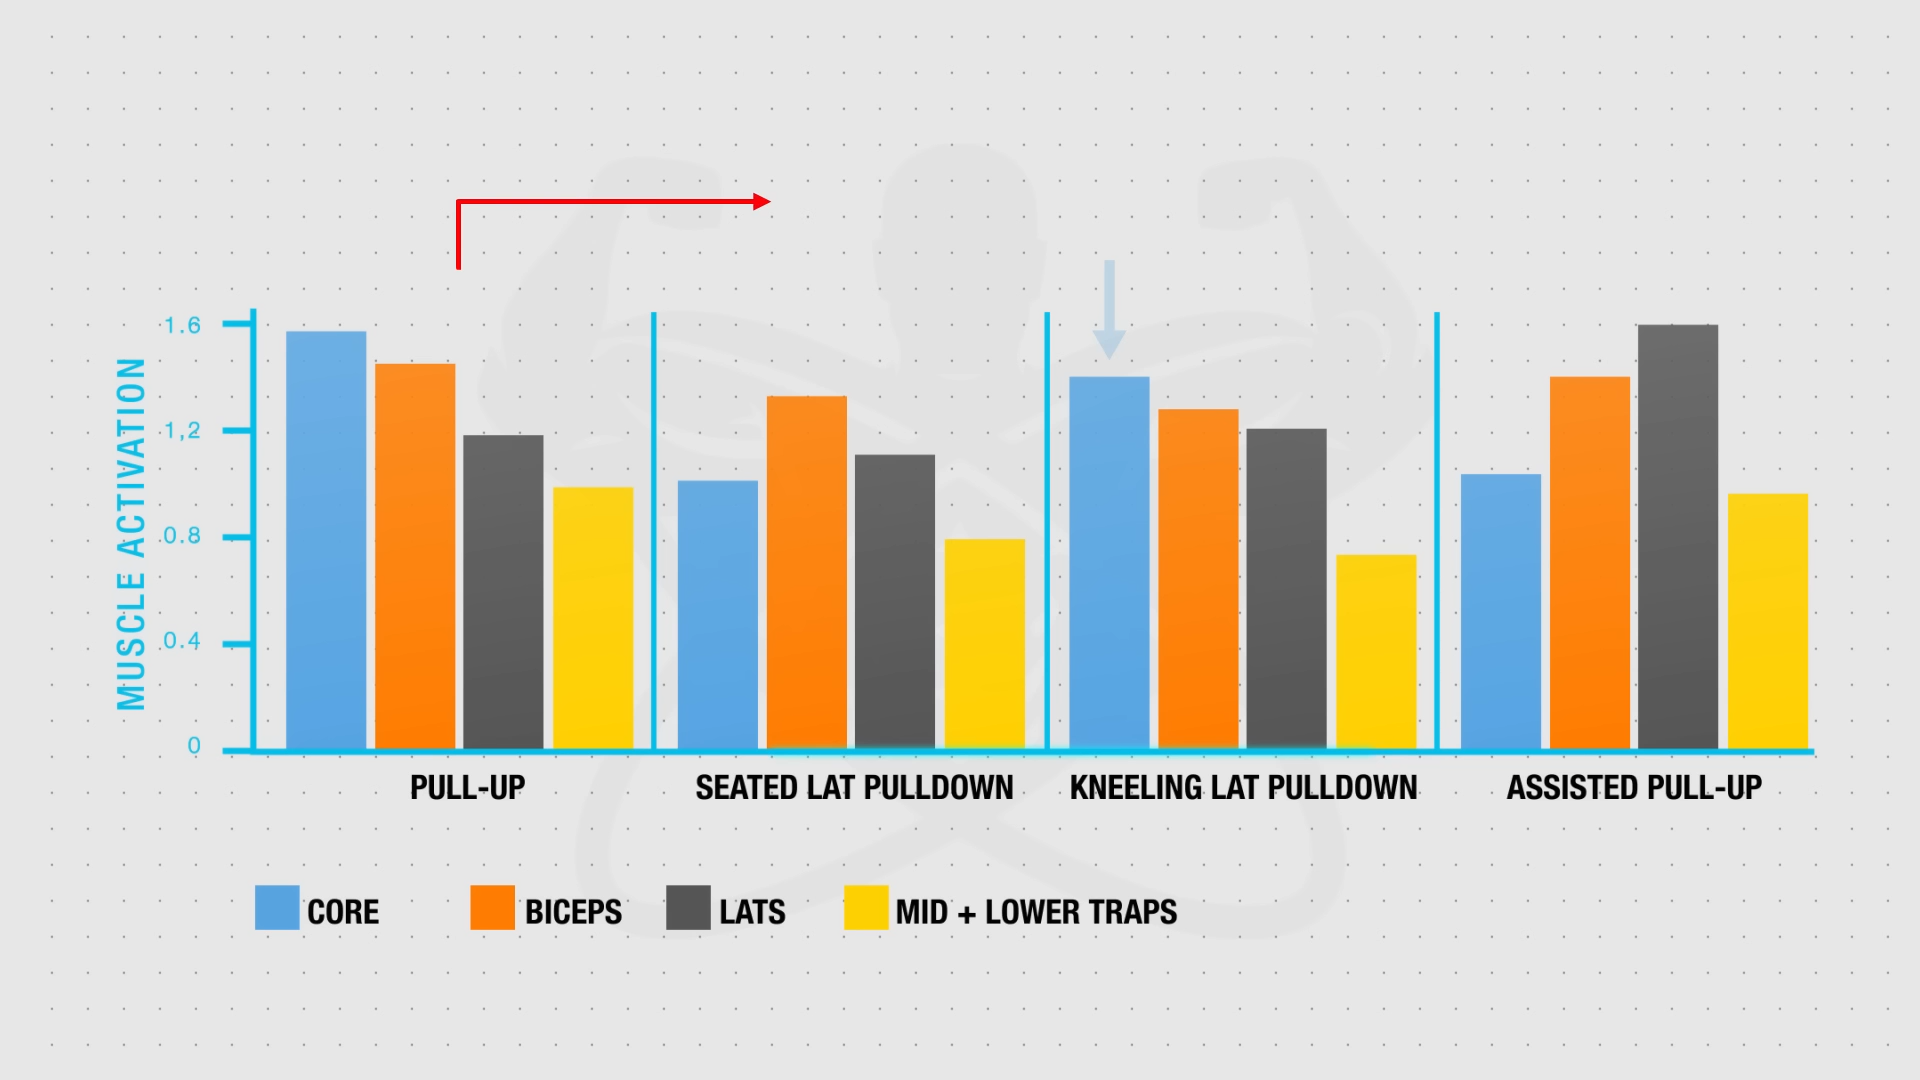 MUSCLE ACTIVATION
1.6
1,2
0.8
0.4
0
PULL-UP
SEATED LAT PULLDOWN
KNEELING LAT PULLDOWN
ASSISTED PULL-UP
CORE
BICEPS
LATS
MID + LOWER TRAPS